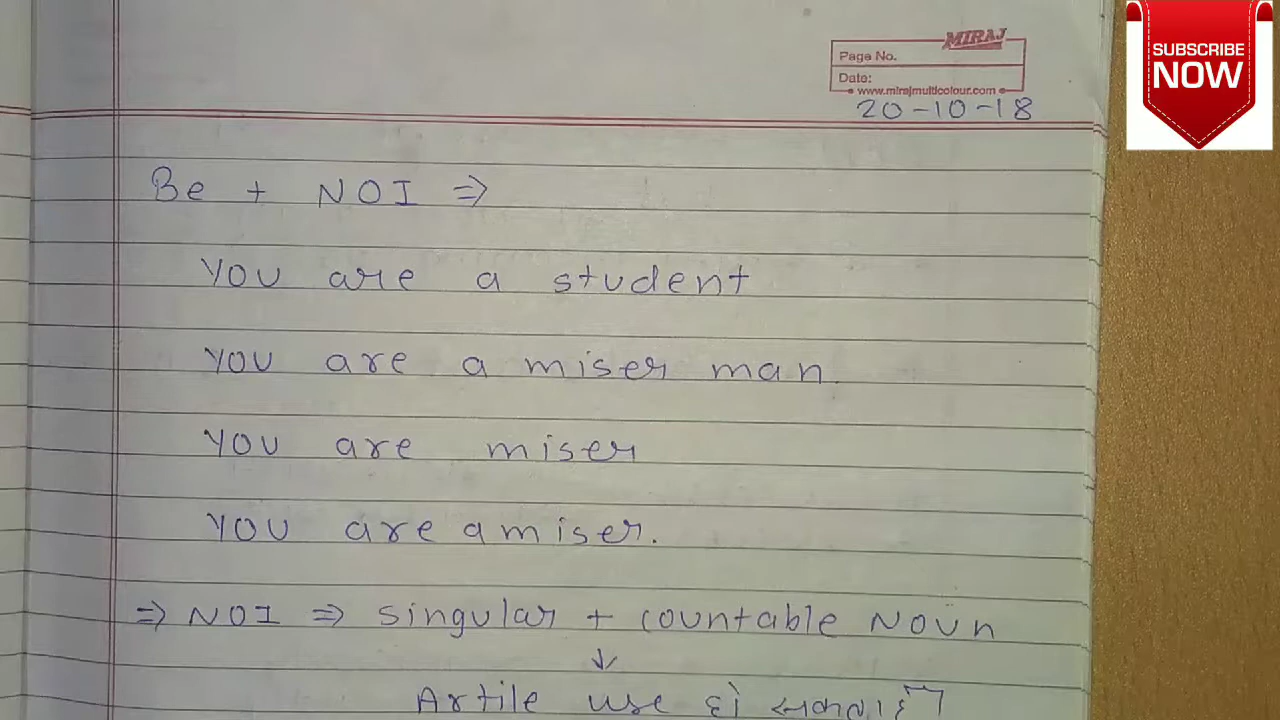 MIRAJ
Page No.
Date:
www.mirajmulticolour.com
20-10-18
SUBSCRIBE
NOW
Be + NOI ⇒
You are a student
You are a miser man.
You are miser
You are a miser.
⇒ NOI ⇒ singular + countable Noun
↓
Artile use हो